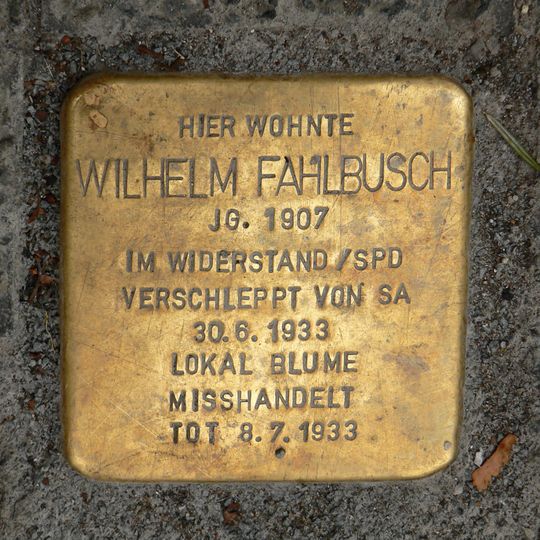 HIER WOHNTE
WILHELM FAHLBUSCH
JG. 1907
IM WIDERSTAND / SPD
VERSCHLEPPT VON SA
30.6.1933
LOKAL BLUME
MISSHANDELT
TOT 8.7.1933